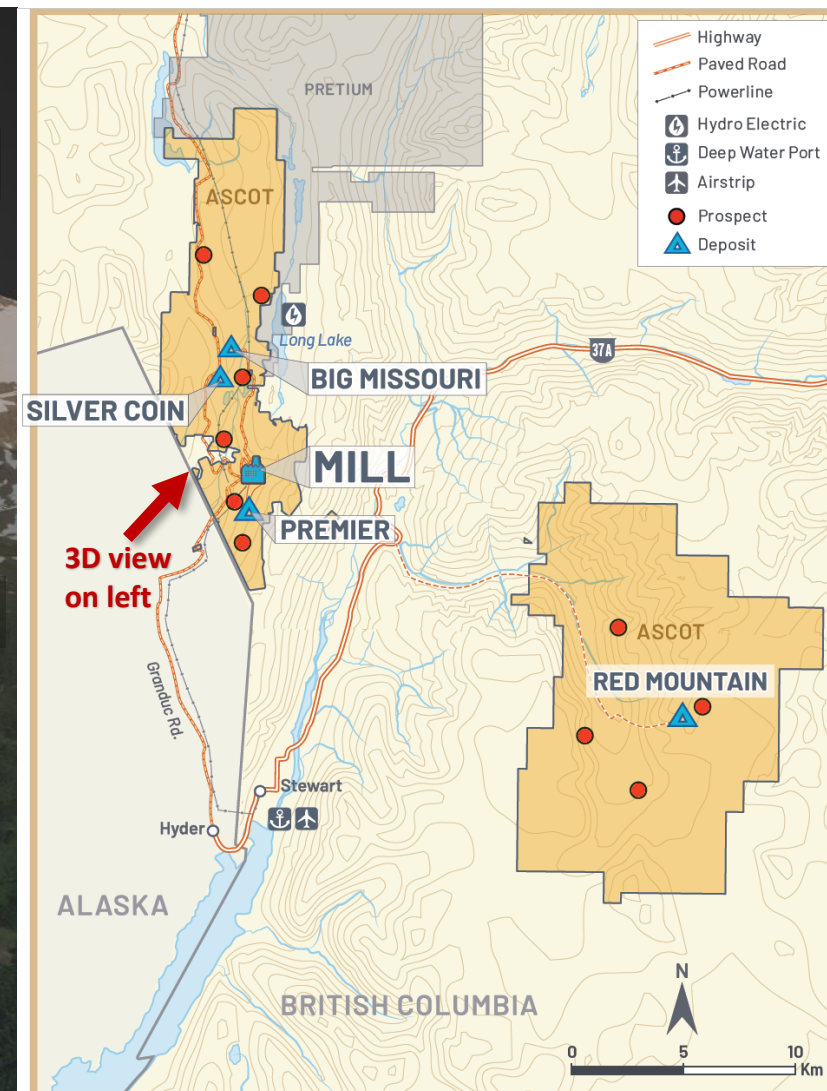 Highway
Paved Road
Powerline
Hydro Electric
Deep Water Port
Airstrip
Prospect
Deposit
PRETIUM
ASCOT
Long Lake
37A
BIG MISSOURI
SILVER COIN
MILL
PREMIER
3D view
on left
ASCOT
RED MOUNTAIN
Granduc Rd.
Stewart
Hyder
ALASKA
BRITISH COLUMBIA
N
0 5 10
Km